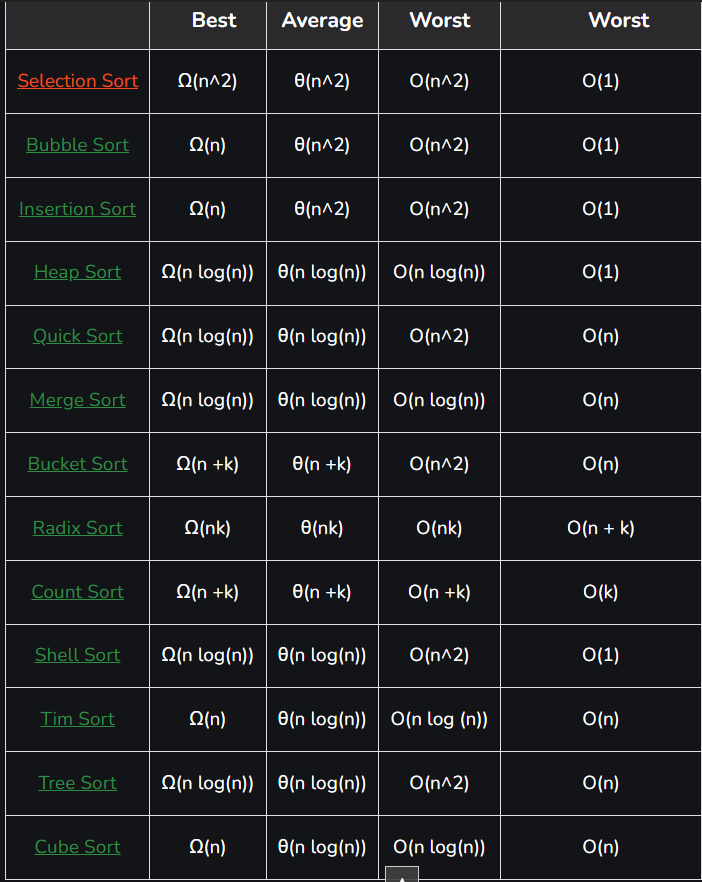 Best Average Worst Worst
Selection Sort Ω(n^2) θ(n^2) O(n^2) O(1)
Bubble Sort Ω(n) θ(n^2) O(n^2) O(1)
Insertion Sort Ω(n) θ(n^2) O(n^2) O(1)
Heap Sort Ω(n log(n)) θ(n log(n)) O(n log(n)) O(1)
Quick Sort Ω(n log(n)) θ(n log(n)) O(n^2) O(n)
Merge Sort Ω(n log(n)) θ(n log(n)) O(n log(n)) O(n)
Bucket Sort Ω(n +k) θ(n +k) O(n^2) O(n)
Radix Sort Ω(nk) θ(nk) O(nk) O(n + k)
Count Sort Ω(n +k) θ(n +k) O(n +k) O(k)
Shell Sort Ω(n log(n)) θ(n log(n)) O(n^2) O(1)
Tim Sort Ω(n) θ(n log(n)) O(n log (n)) O(n)
Tree Sort Ω(n log(n)) θ(n log(n)) O(n^2) O(n)
Cube Sort Ω(n) θ(n log(n)) O(n log(n)) O(n)